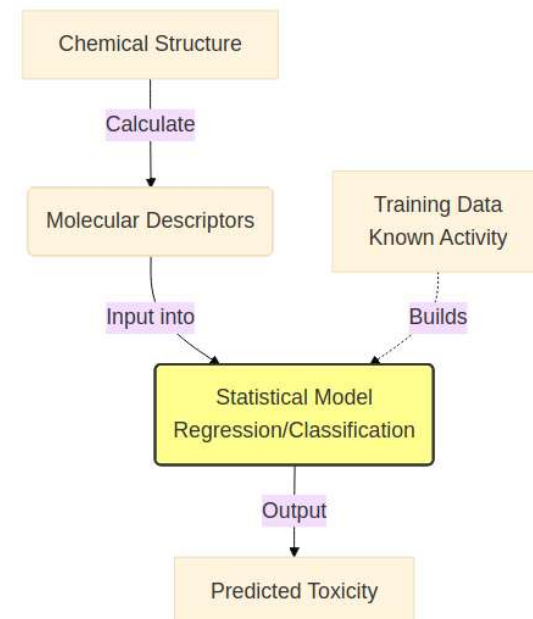 Chemical Structure
Calculate
Molecular Descriptors
Training Data
Known Activity
Input into
Builds
Statistical Model
Regression/Classification
Output
Predicted Toxicity